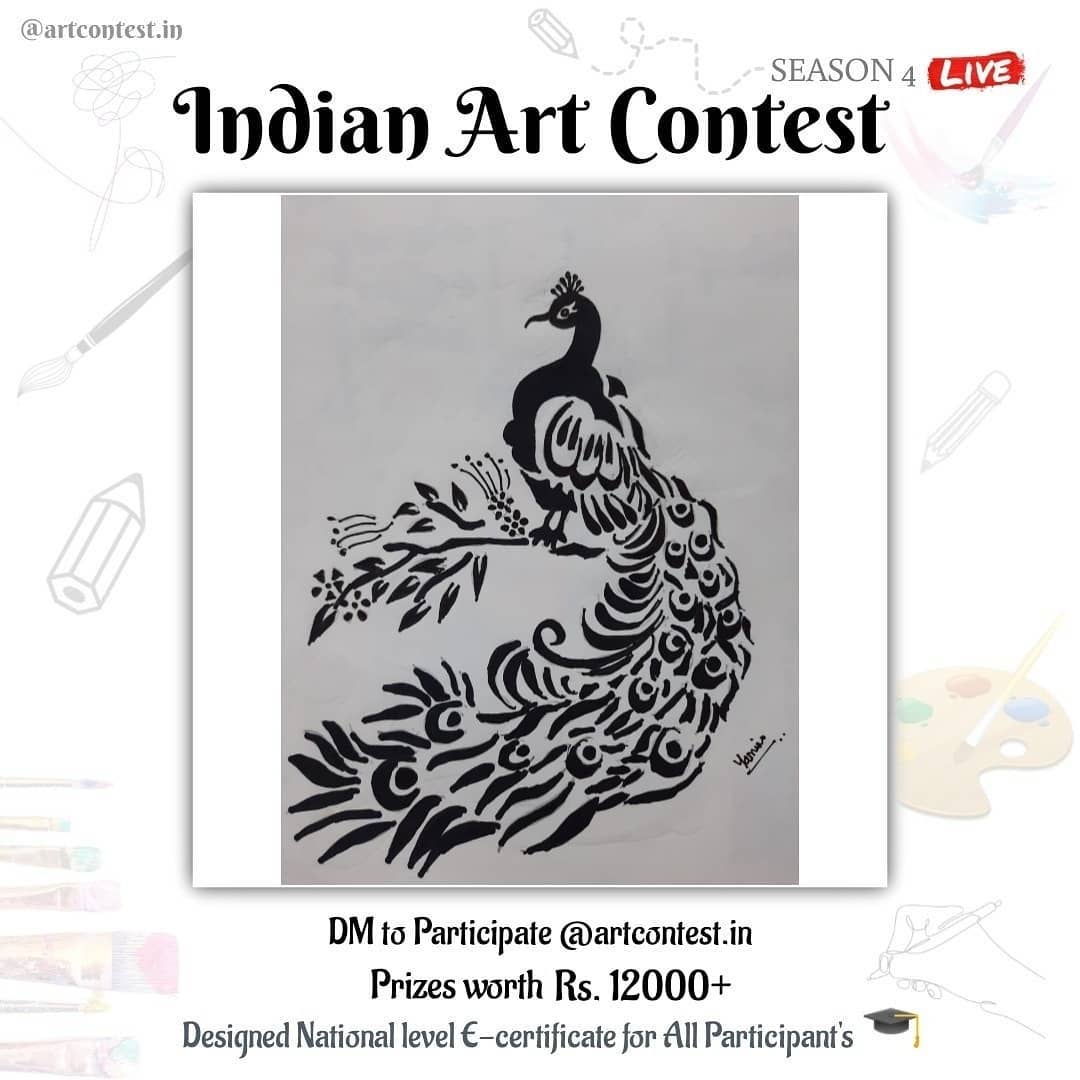 @artcontest.in
SEASON 4 LIVE
Indian Art Contest
DM to Participate @artcontest.in
Prizes worth Rs. 12000+
Designed National level E-certificate for All Participant's